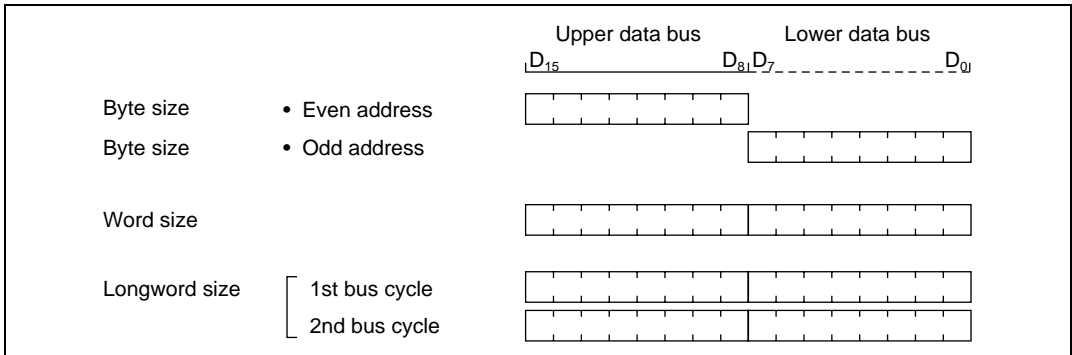 Upper data bus Lower data bus
D15 D8 D7 D0
Byte size • Even address
Byte size • Odd address
Word size
Longword size 1st bus cycle
2nd bus cycle